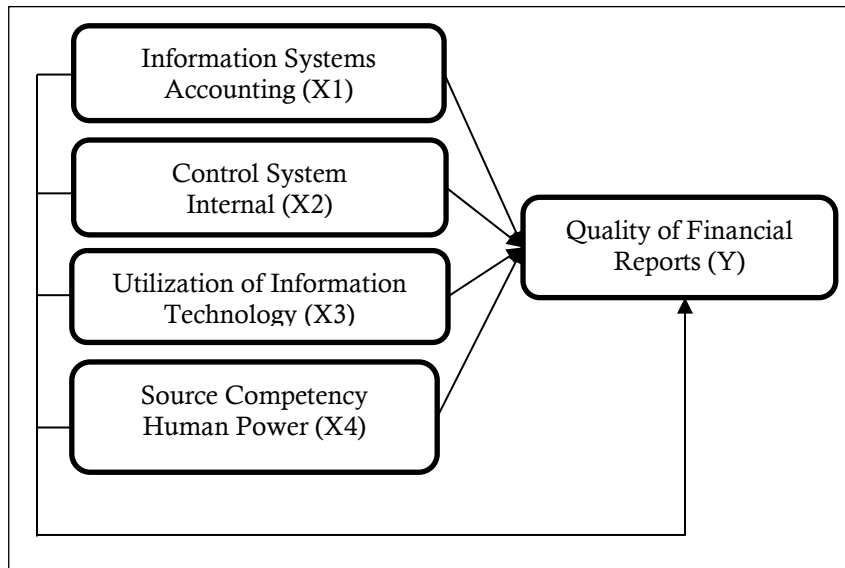 Information Systems
Accounting (X1)
Control System
Internal (X2)
Utilization of Information
Technology (X3)
Source Competency
Human Power (X4)
Quality of Financial
Reports (Y)